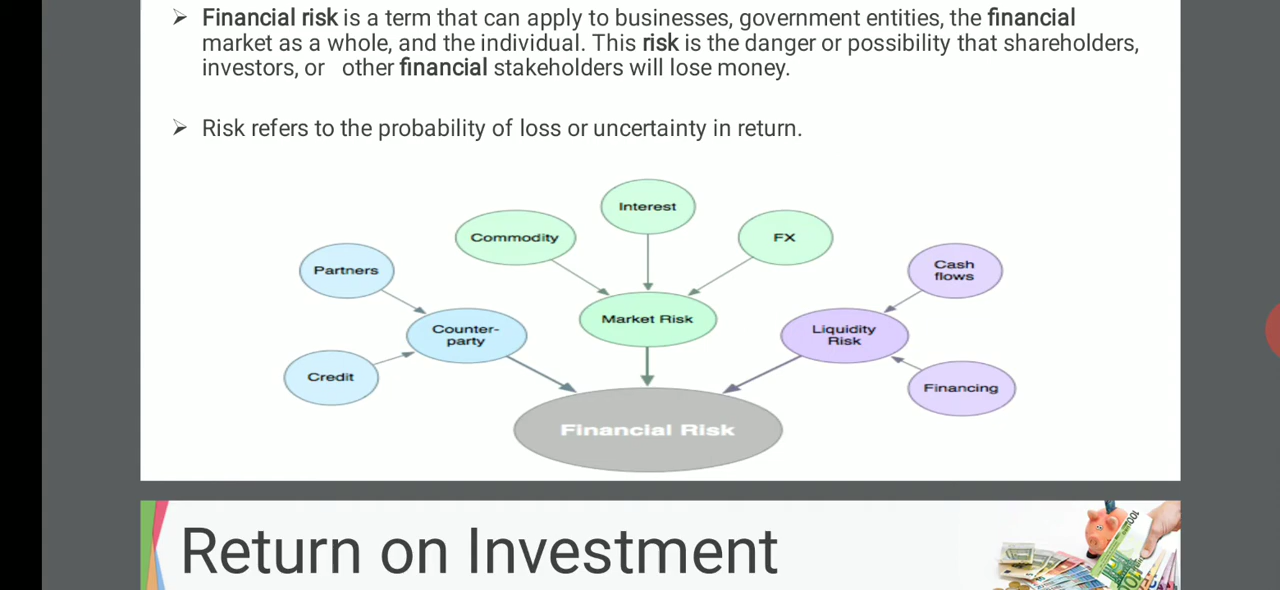 ➢ Financial risk is a term that can apply to businesses, government entities, the financial
market as a whole, and the individual. This risk is the danger or possibility that shareholders,
investors, or other financial stakeholders will lose money.
➢ Risk refers to the probability of loss or uncertainty in return.
Interest
Commodity
FX
Partners
Cash
flows
Market Risk
Counter-
party
Liquidity
Risk
Credit
Financing
Financial Risk
Return on Investment
100
100